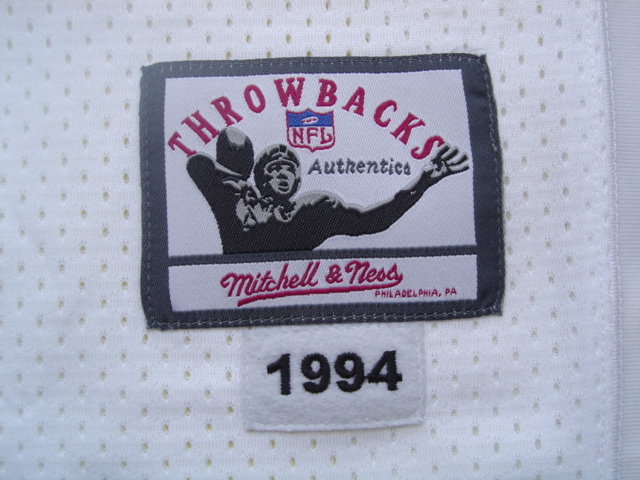 THROWBACKS
NFL
Authentics
Mitchell & Ness
PHILADELPHIA, PA
1994